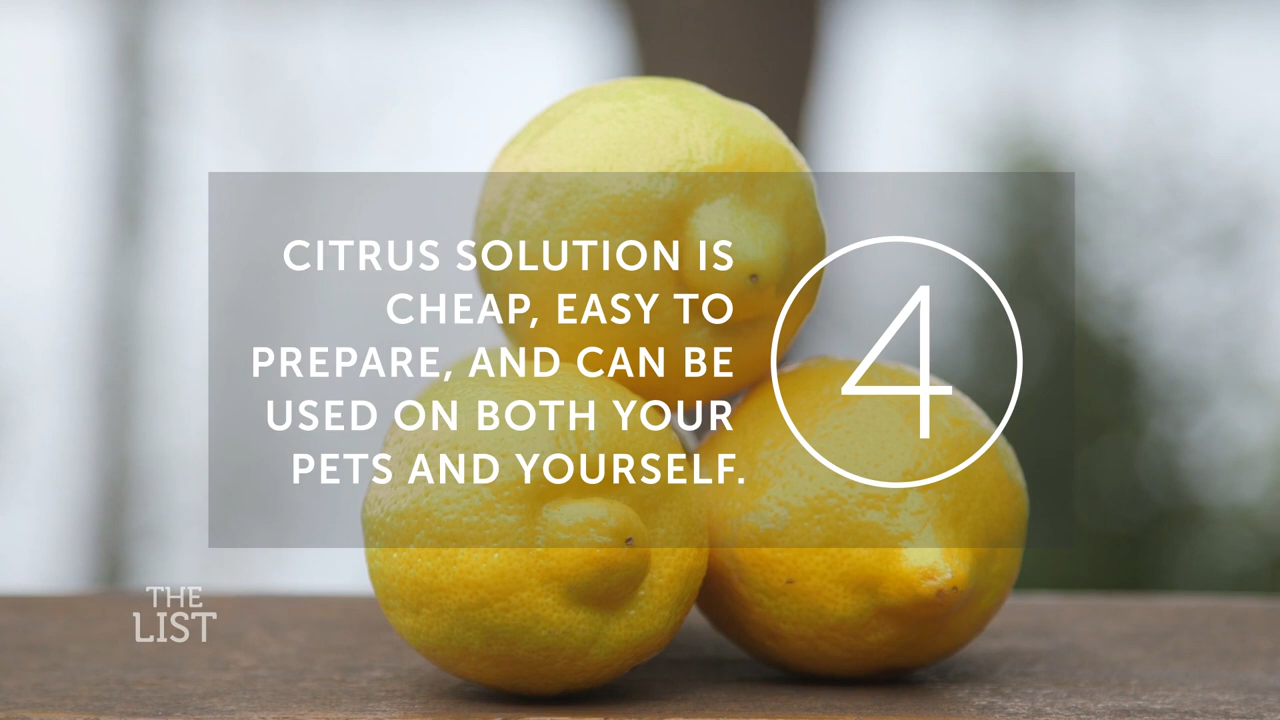 CITRUS SOLUTION IS
CHEAP, EASY TO
PREPARE, AND CAN BE
USED ON BOTH YOUR
PETS AND YOURSELF.
4
THE
LIST